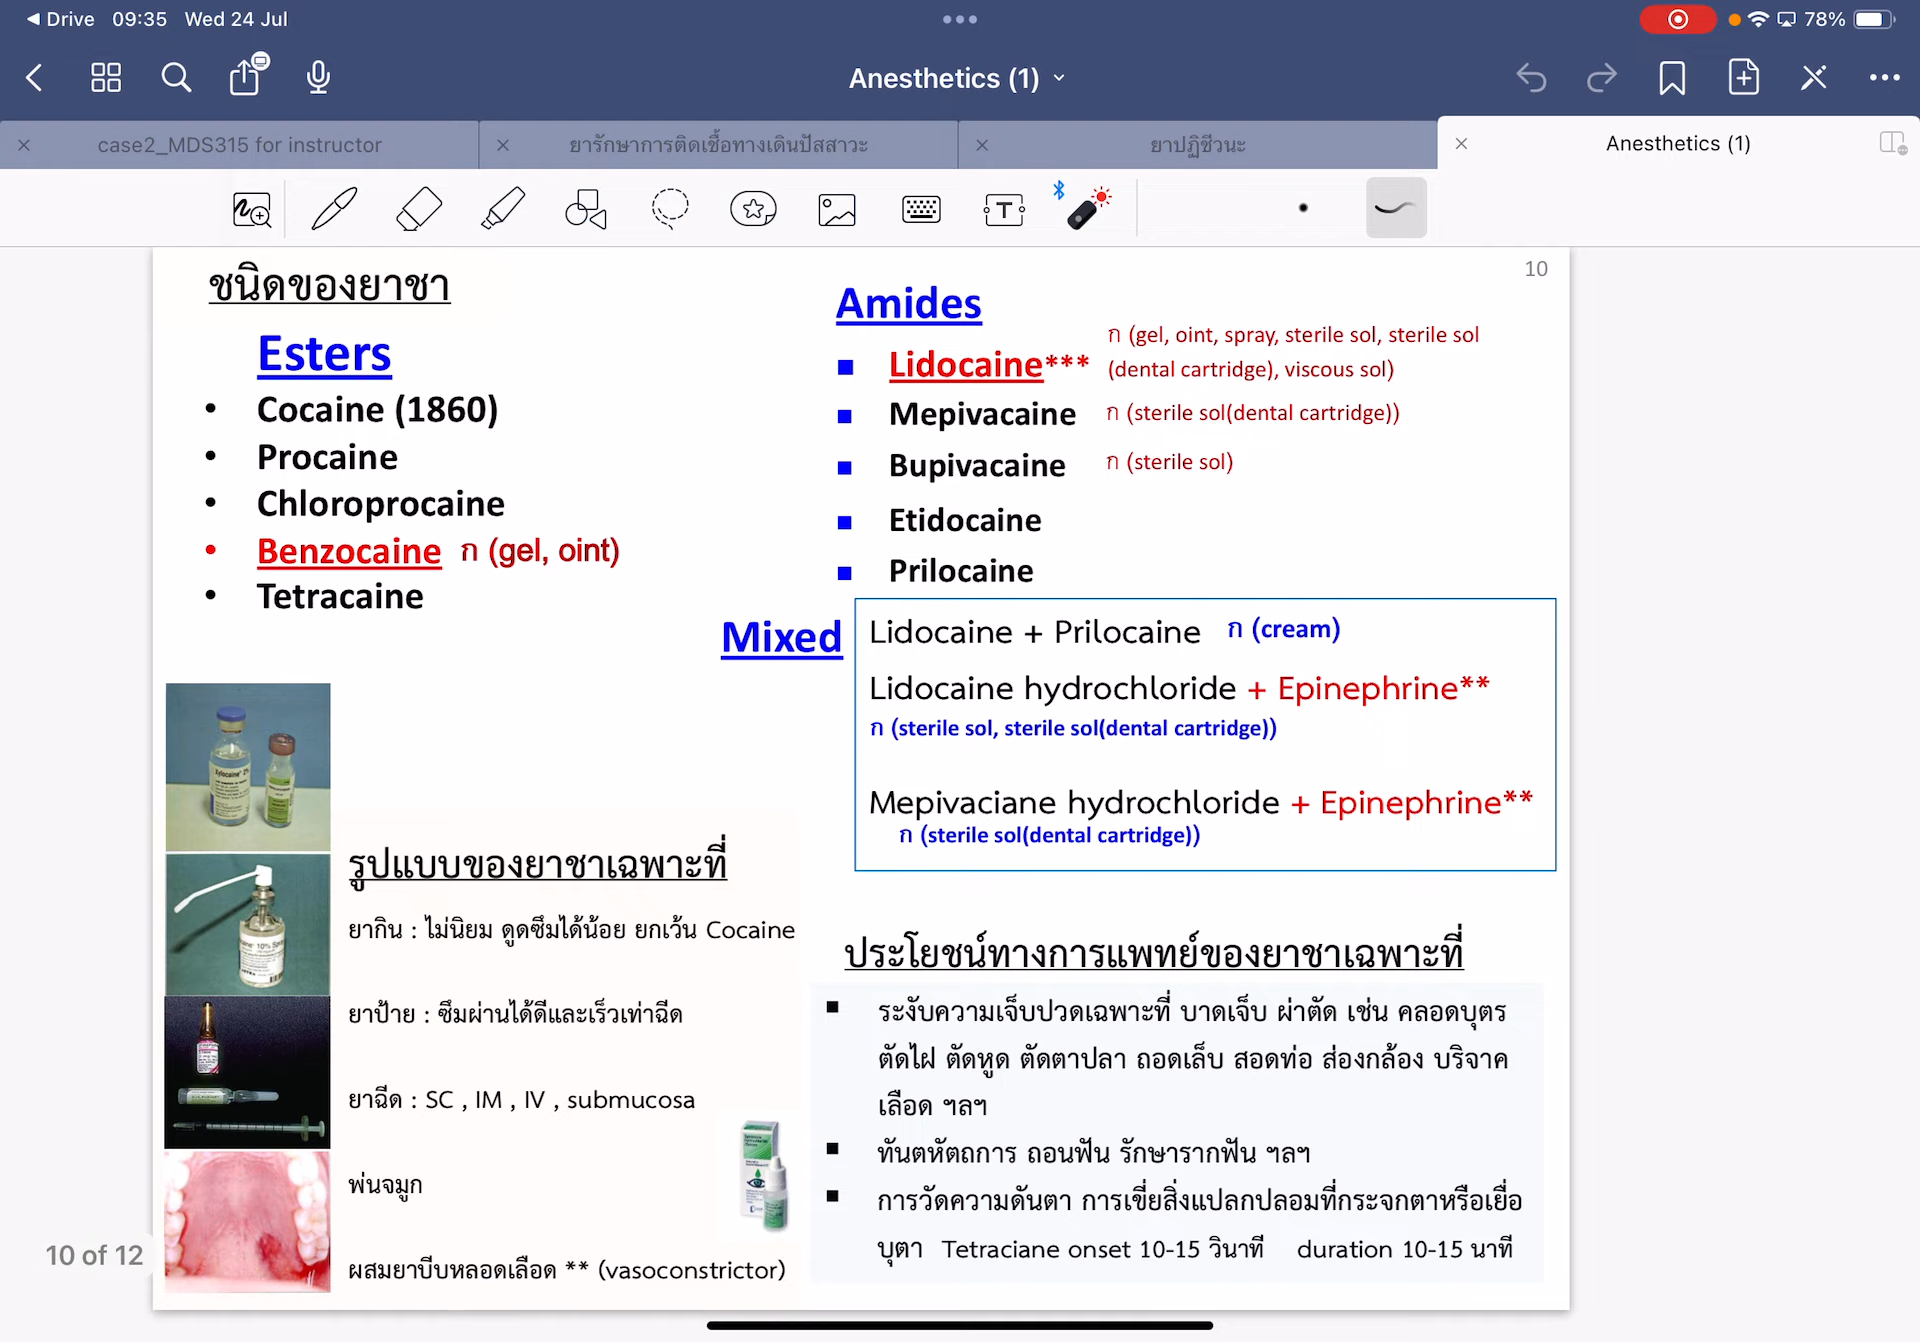 Drive 09:35 Wed 24 Jul
78%
Anesthetics (1)
case2_MDS315 for instructor
ยารักษาการติดเชื้อทางเดินปัสสาวะ
ยาปฏิชีวนะ
Anesthetics (1)
10
ชนิดของยาชา
Esters
• Cocaine (1860)
• Procaine
• Chloroprocaine
• Benzocaine ก (gel, oint)
• Tetracaine
Amides
Lidocaine*** ก (gel, oint, spray, sterile sol, sterile sol
(dental cartridge), viscous sol)
Mepivacaine ก (sterile sol(dental cartridge))
Bupivacaine ก (sterile sol)
Etidocaine
Prilocaine
Mixed
Lidocaine + Prilocaine ก (cream)
Lidocaine hydrochloride + Epinephrine**
ก (sterile sol, sterile sol(dental cartridge))
Mepivaciane hydrochloride + Epinephrine**
ก (sterile sol(dental cartridge))
Xylocaine 2%
10% Spray
รูปแบบของยาชาเฉพาะที่
ยากิน : ไม่นิยม ดูดซึมได้น้อย ยกเว้น Cocaine
ยาป้าย : ซึมผ่านได้ดีและเร็วเท่าฉีด
ยาฉีด : SC , IM , IV , submucosa
พ่นจมูก
ผสมยาบีบหลอดเลือด ** (vasoconstrictor)
ประโยชน์ทางการแพทย์ของยาชาเฉพาะที่
ระงับความเจ็บปวดเฉพาะที่ บาดเจ็บ ผ่าตัด เช่น คลอดบุตร
ตัดไฝ ตัดหูด ตัดตาปลา ถอดเล็บ สอดท่อ ส่องกล้อง บริจาค
เลือด ฯลฯ
ทันตหัตถการ ถอนฟัน รักษารากฟัน ฯลฯ
การวัดความดันตา การเขี่ยสิ่งแปลกปลอมที่กระจกตาหรือเยื่อ
บุตา Tetraciane onset 10-15 วินาที duration 10-15 นาที
10 of 12